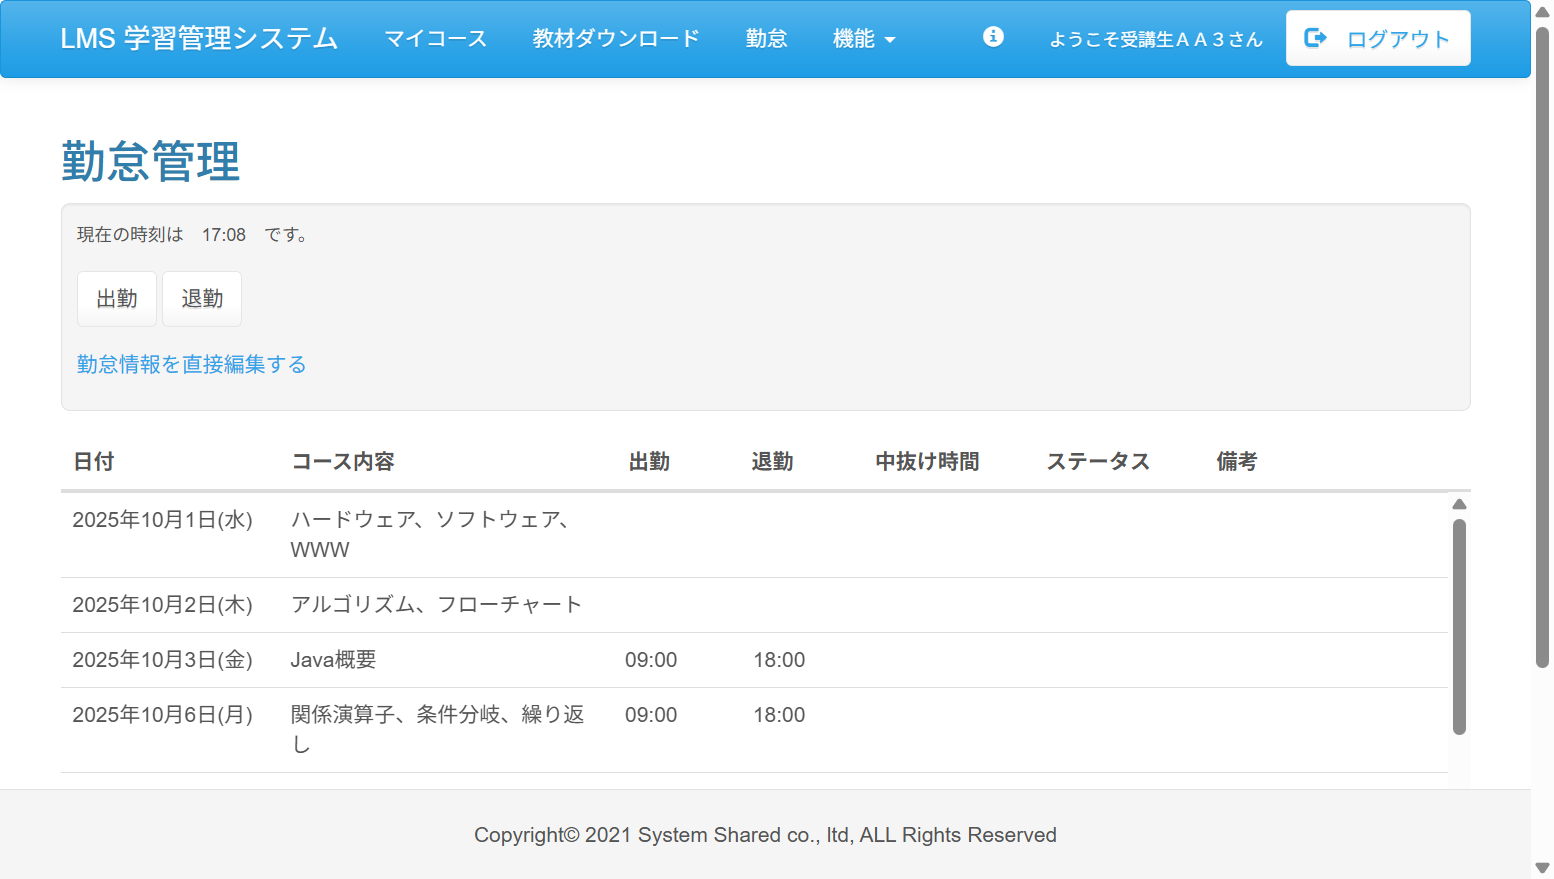 LMS 学習管理システム マイコース 教材ダウンロード 勤怠 機能 ようこそ受講生ＡＡ３さん ログアウト
勤怠管理
現在の時刻は 17:08 です。
出勤 退勤
勤怠情報を直接編集する
日付 コース内容 出勤 退勤 中抜け時間 ステータス 備考
2025年10月1日(水) ハードウェア、ソフトウェア、
WWW
2025年10月2日(木) アルゴリズム、フローチャート
2025年10月3日(金) Java概要 09:00 18:00
2025年10月6日(月) 関係演算子、条件分岐、繰り返 09:00 18:00
し
Copyright© 2021 System Shared co., ltd, ALL Rights Reserved